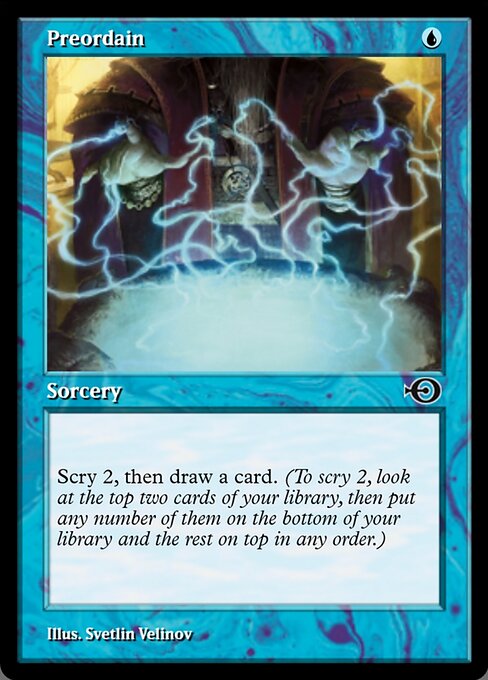 Preordain
Sorcery
Scry 2, then draw a card. (To scry 2, look
at the top two cards of your library, then put
any number of them on the bottom of your
library and the rest on top in any order.)
Illus. Svetlin Velinov